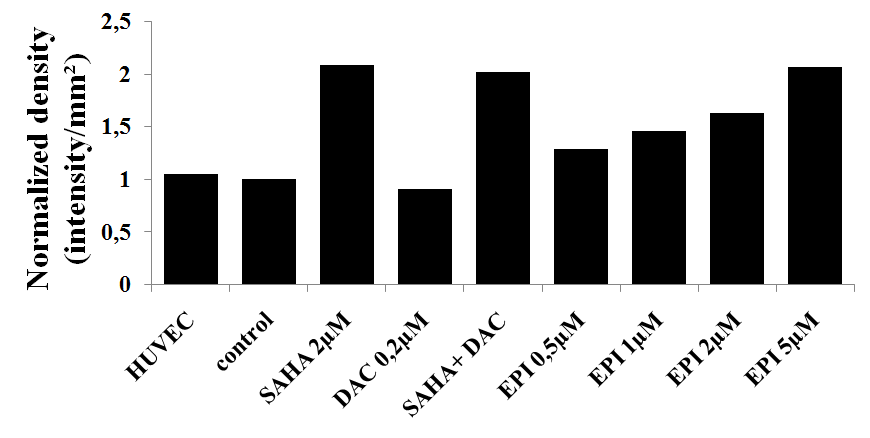 Normalized density
(intensity/mm²)
2,5
2
1,5
1
0,5
0
HUVEC
control
SAHA 2µM
DAC 0,2µM
SAHA+ DAC
EPI 0,5µM
EPI 1µM
EPI 2µM
EPI 5µM